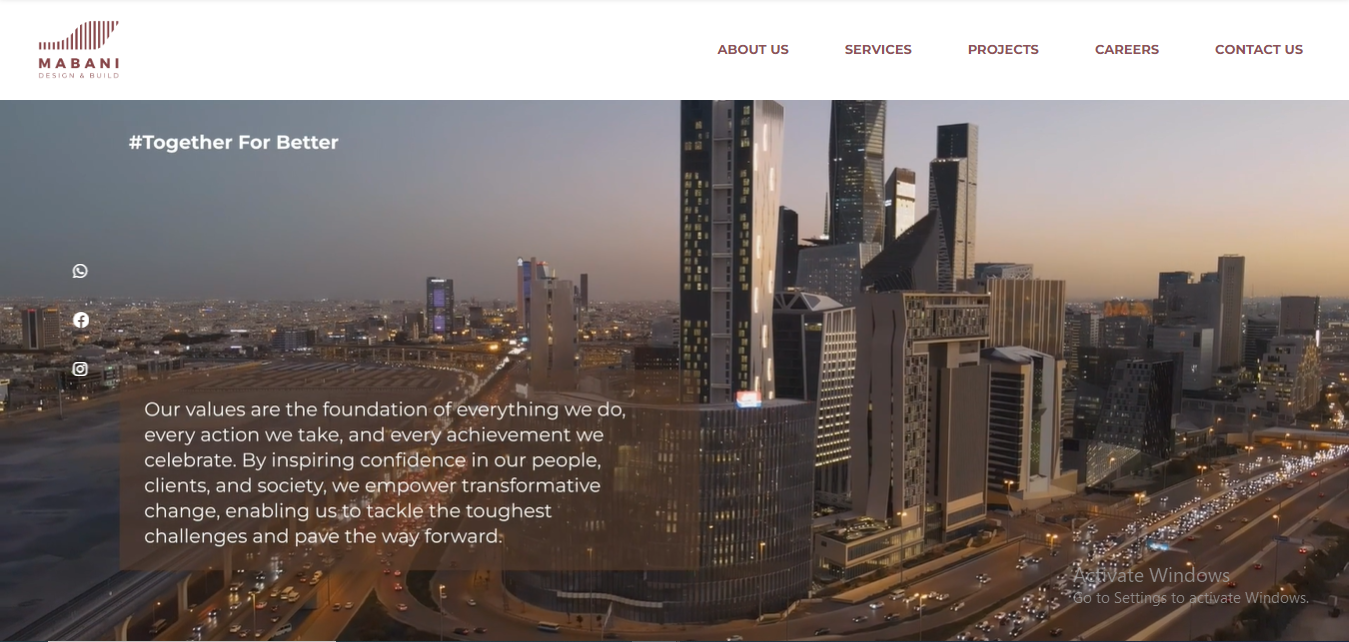 MABANI
DESIGN & BUILD
ABOUT US
SERVICES
PROJECTS
CAREERS
CONTACT US
#Together For Better
Our values are the foundation of everything we do,
every action we take, and every achievement we
celebrate. By inspiring confidence in our people,
clients, and society, we empower transformative
change, enabling us to tackle the toughest
challenges and pave the way forward.
Activate Windows
Go to Settings to activate Windows.